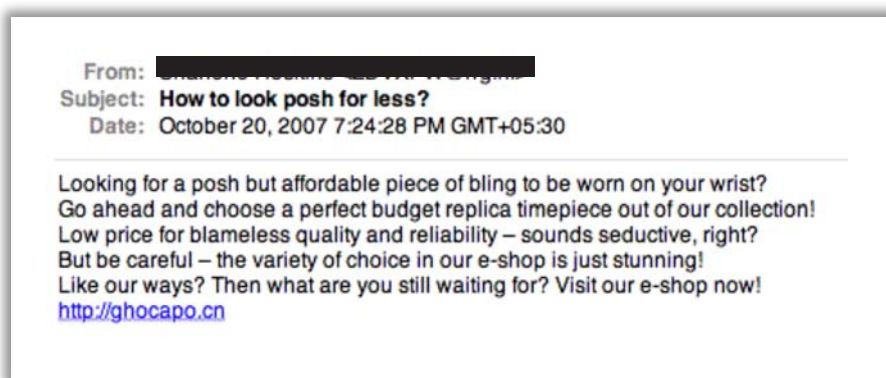 From:
Subject: How to look posh for less?
Date: October 20, 2007 7:24:28 PM GMT+05:30
Looking for a posh but affordable piece of bling to be worn on your wrist?
Go ahead and choose a perfect budget replica timepiece out of our collection!
Low price for blameless quality and reliability – sounds seductive, right?
But be careful – the variety of choice in our e-shop is just stunning!
Like our ways? Then what are you still waiting for? Visit our e-shop now!
http://ghocapo.cn